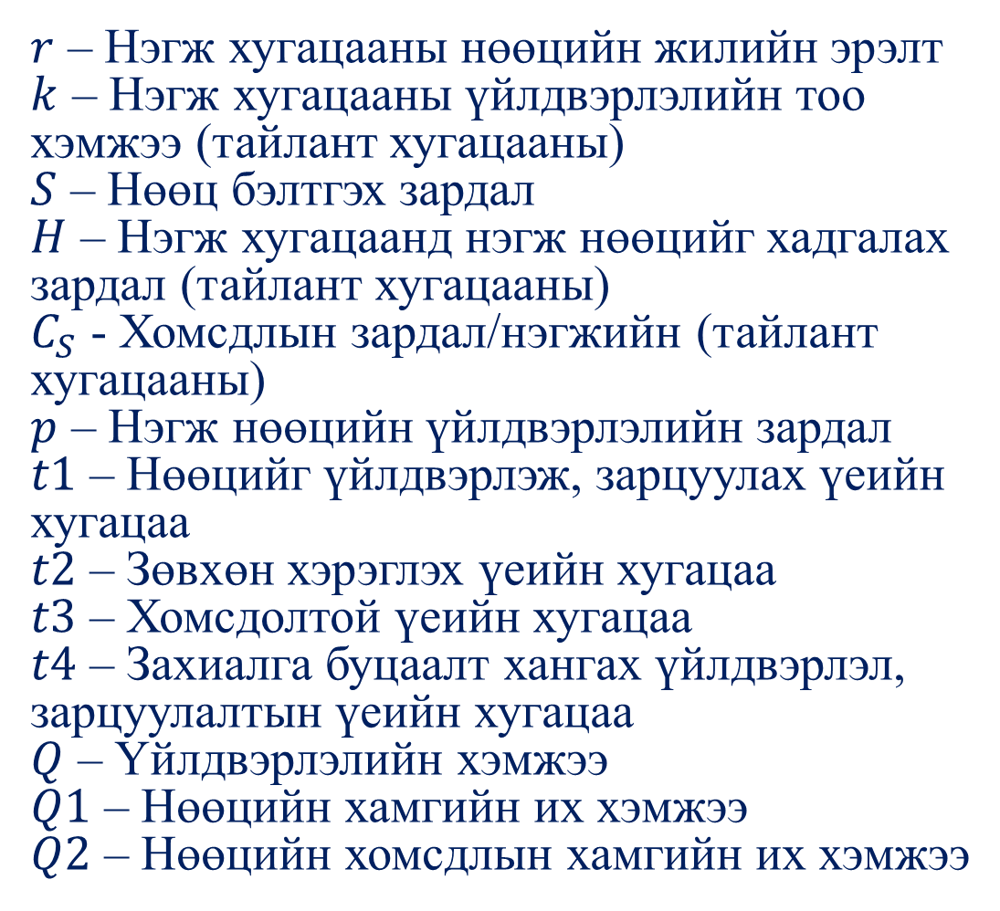 r – Нэгж хугацааны нөөцийн жилийн эрэлт
k – Нэгж хугацааны үйлдвэрлэлийн тоо
хэмжээ (тайлант хугацааны)
S – Нөөц бэлтгэх зардал
H – Нэгж хугацаанд нэгж нөөцийг хадгалах
зардал (тайлант хугацааны)
C_S - Хомсдлын зардал/нэгжийн (тайлант
хугацааны)
p – Нэгж нөөцийн үйлдвэрлэлийн зардал
t1 – Нөөцийг үйлдвэрлэж, зарцуулах үеийн
хугацаа
t2 – Зөвхөн хэрэглэх үеийн хугацаа
t3 – Хомсдолтой үеийн хугацаа
t4 – Захиалга буцаалт хангах үйлдвэрлэл,
зарцуулалтын үеийн хугацаа
Q – Үйлдвэрлэлийн хэмжээ
Q1 – Нөөцийн хамгийн их хэмжээ
Q2 – Нөөцийн хомсдлын хамгийн их хэмжээ